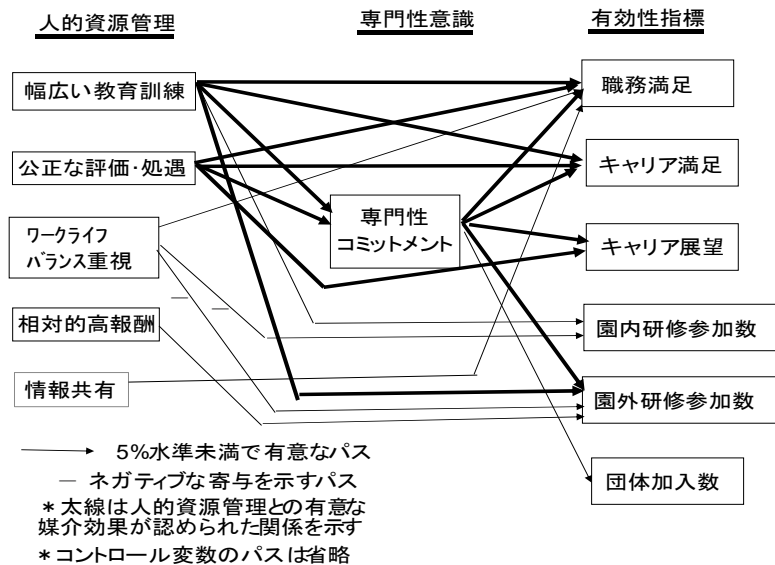 人的資源管理
専門性意識
有効性指標
幅広い教育訓練
公正な評価・処遇
ワークライフ
バランス重視
相対的高報酬
情報共有
専門性
コミットメント
職務満足
キャリア満足
キャリア展望
園内研修参加数
園外研修参加数
団体加入数
－
－
5%水準未満で有意なパス
－ ネガティブな寄与を示すパス
＊太線は人的資源管理との有意な
媒介効果が認められた関係を示す
＊コントロール変数のパスは省略